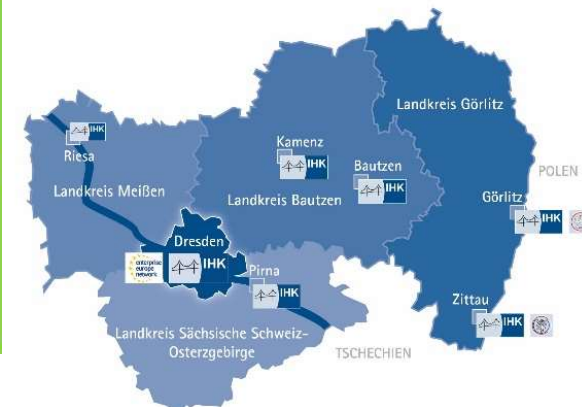 Landkreis Görlitz
IHK
Riesa
Kamenz
IHK
Bautzen
IHK
POLEN
Landkreis Meißen
Landkreis Bautzen
Görlitz
IHK
Dresden
enterprise
europe
network
IHK
Pirna
IHK
Zittau
IHK
Landkreis Sächsische Schweiz-
Osterzgebirge
TSCHECHIEN